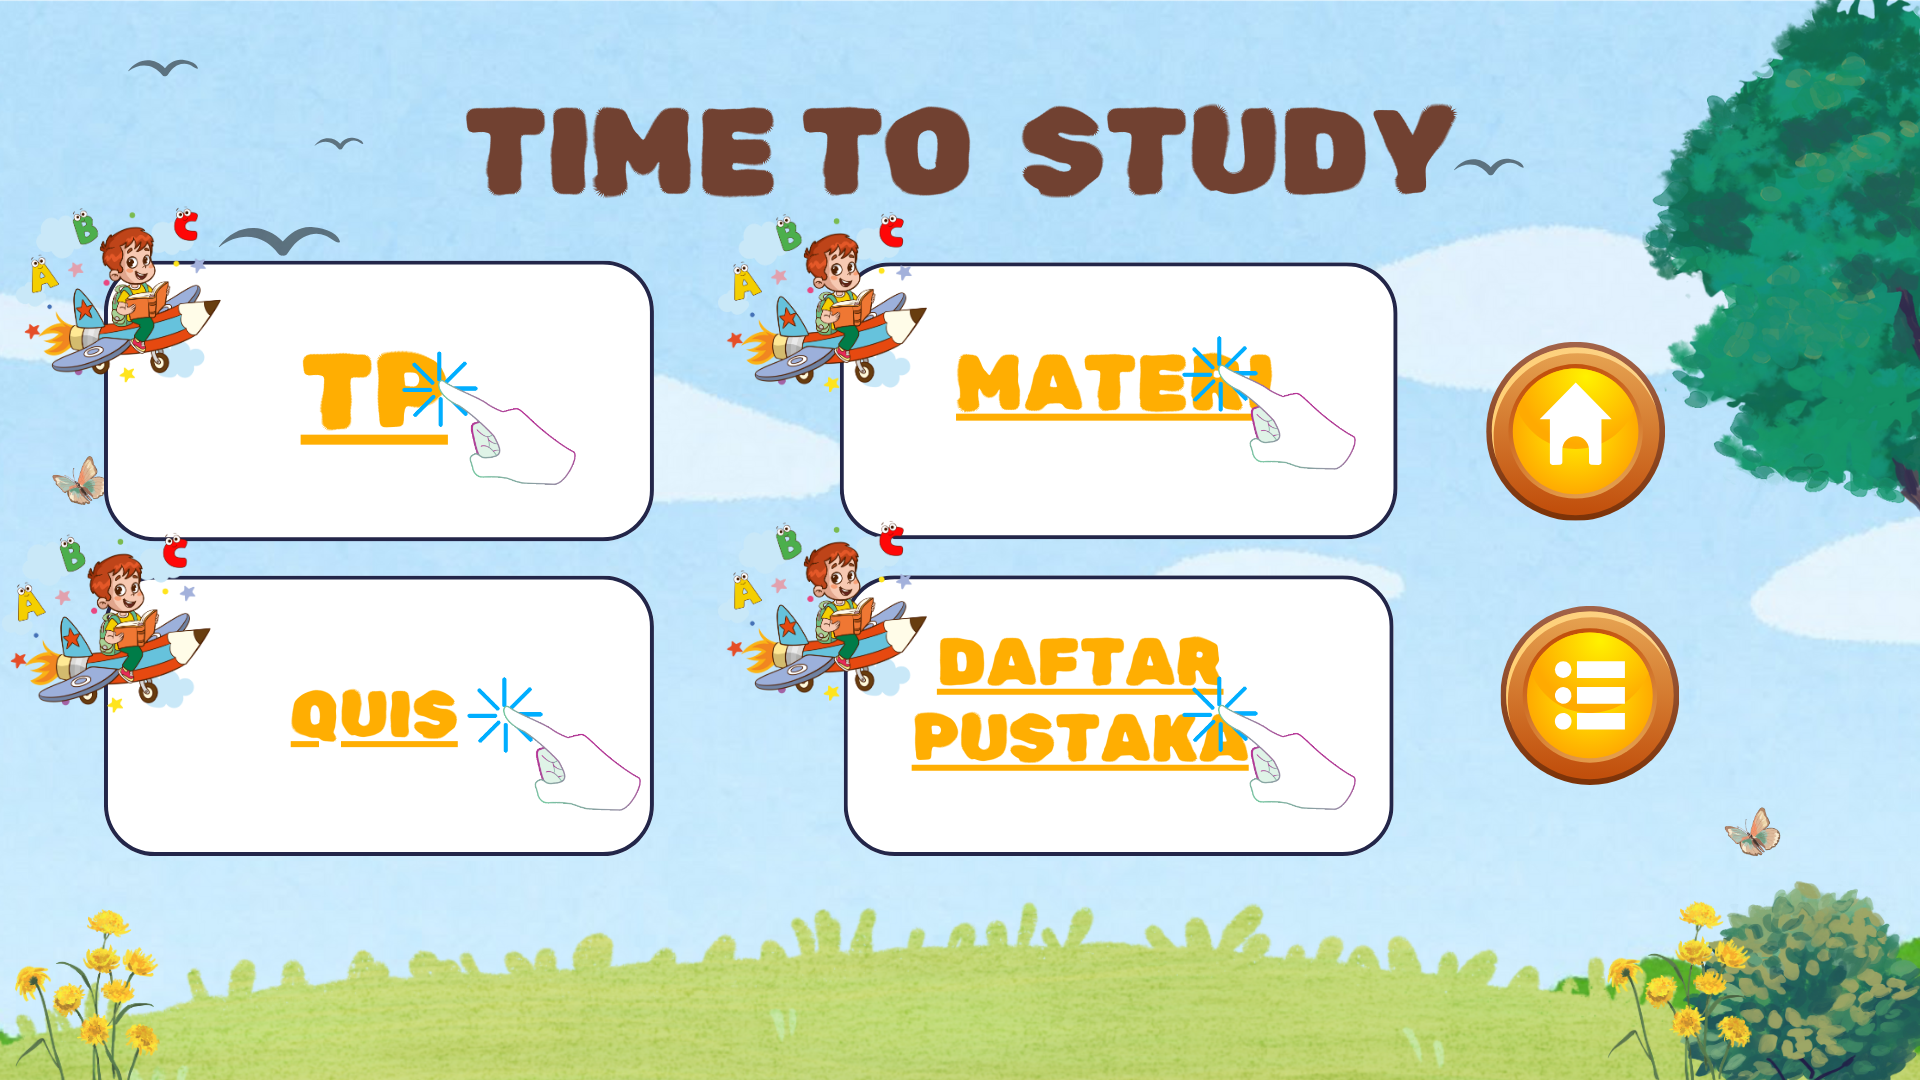 TIME TO STUDY
B C
A
TP
B C
A
MATERI
B C
A
QUIS
B C
A
DAFTAR
PUSTAKA